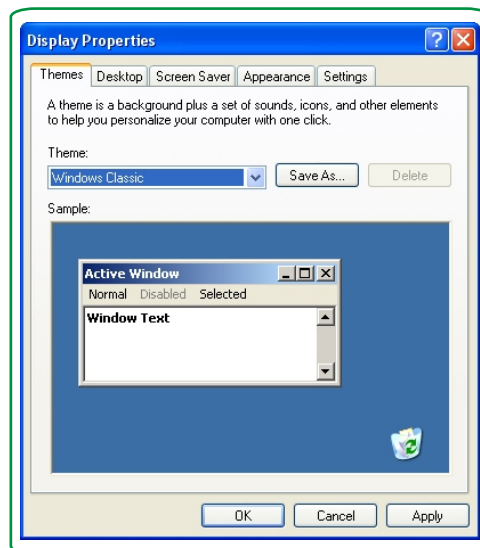 Display Properties
Themes Desktop Screen Saver Appearance Settings
A theme is a background plus a set of sounds, icons, and other elements
to help you personalize your computer with one click.
Theme:
Windows Classic Save As... Delete
Sample:
Active Window
Normal Disabled Selected
Window Text
OK Cancel Apply